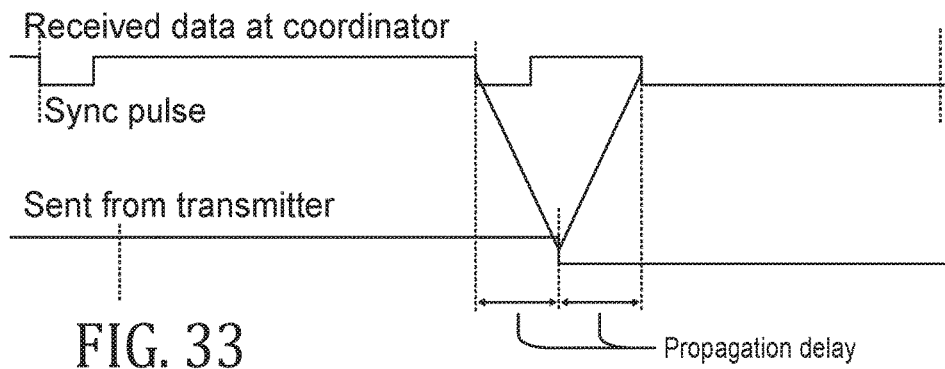 Received data at coordinator
Sync pulse
Sent from transmitter
Propagation delay
FIG. 33